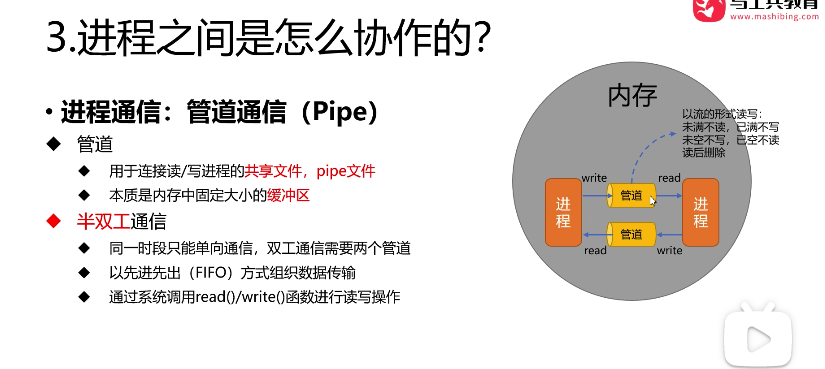 马士兵教育
www.mashibing.com
3.进程之间是怎么协作的？
• 进程通信：管道通信（Pipe）
◆ 管道
◆ 用于连接读/写进程的共享文件，pipe文件
◆ 本质是内存中固定大小的缓冲区
◆ 半双工通信
◆ 同一时段只能单向通信，双工通信需要两个管道
◆ 以先进先出（FIFO）方式组织数据传输
◆ 通过系统调用read()/write()函数进行读写操作
内存
以流的形式读写：
未满不读，已满不写
未空不写，已空不读
读后删除
write
read
进程
管道
进程
管道
read
write